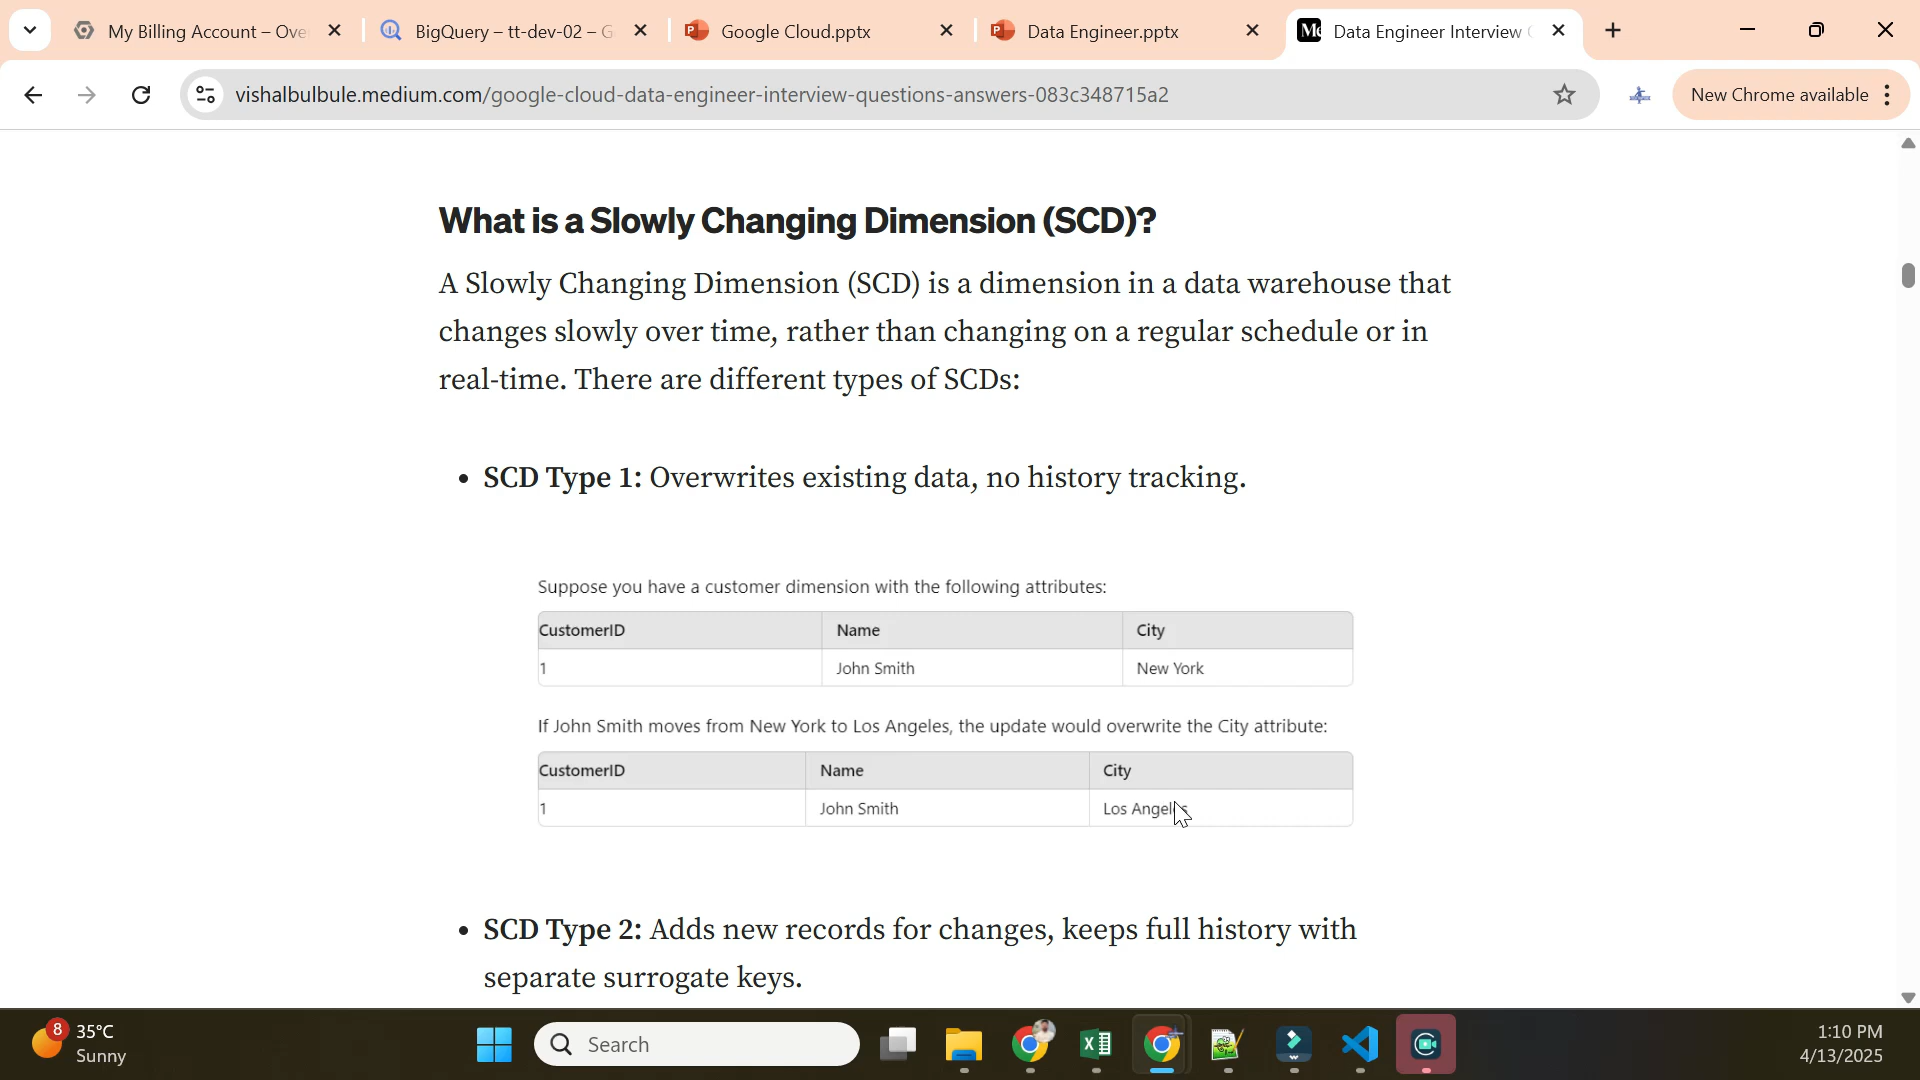 My Billing Account – Ove
BigQuery – tt-dev-02 – G
Google Cloud.pptx
Data Engineer.pptx
Data Engineer Interview
vishalbulbule.medium.com/google-cloud-data-engineer-interview-questions-answers-083c348715a2
New Chrome available
What is a Slowly Changing Dimension (SCD)?
A Slowly Changing Dimension (SCD) is a dimension in a data warehouse that
changes slowly over time, rather than changing on a regular schedule or in
real-time. There are different types of SCDs:
• SCD Type 1: Overwrites existing data, no history tracking.
Suppose you have a customer dimension with the following attributes:
CustomerID Name City
1 John Smith New York
If John Smith moves from New York to Los Angeles, the update would overwrite the City attribute:
CustomerID Name City
1 John Smith Los Angeles
• SCD Type 2: Adds new records for changes, keeps full history with
separate surrogate keys.
8
35°C
Sunny
Search
1:10 PM
4/13/2025